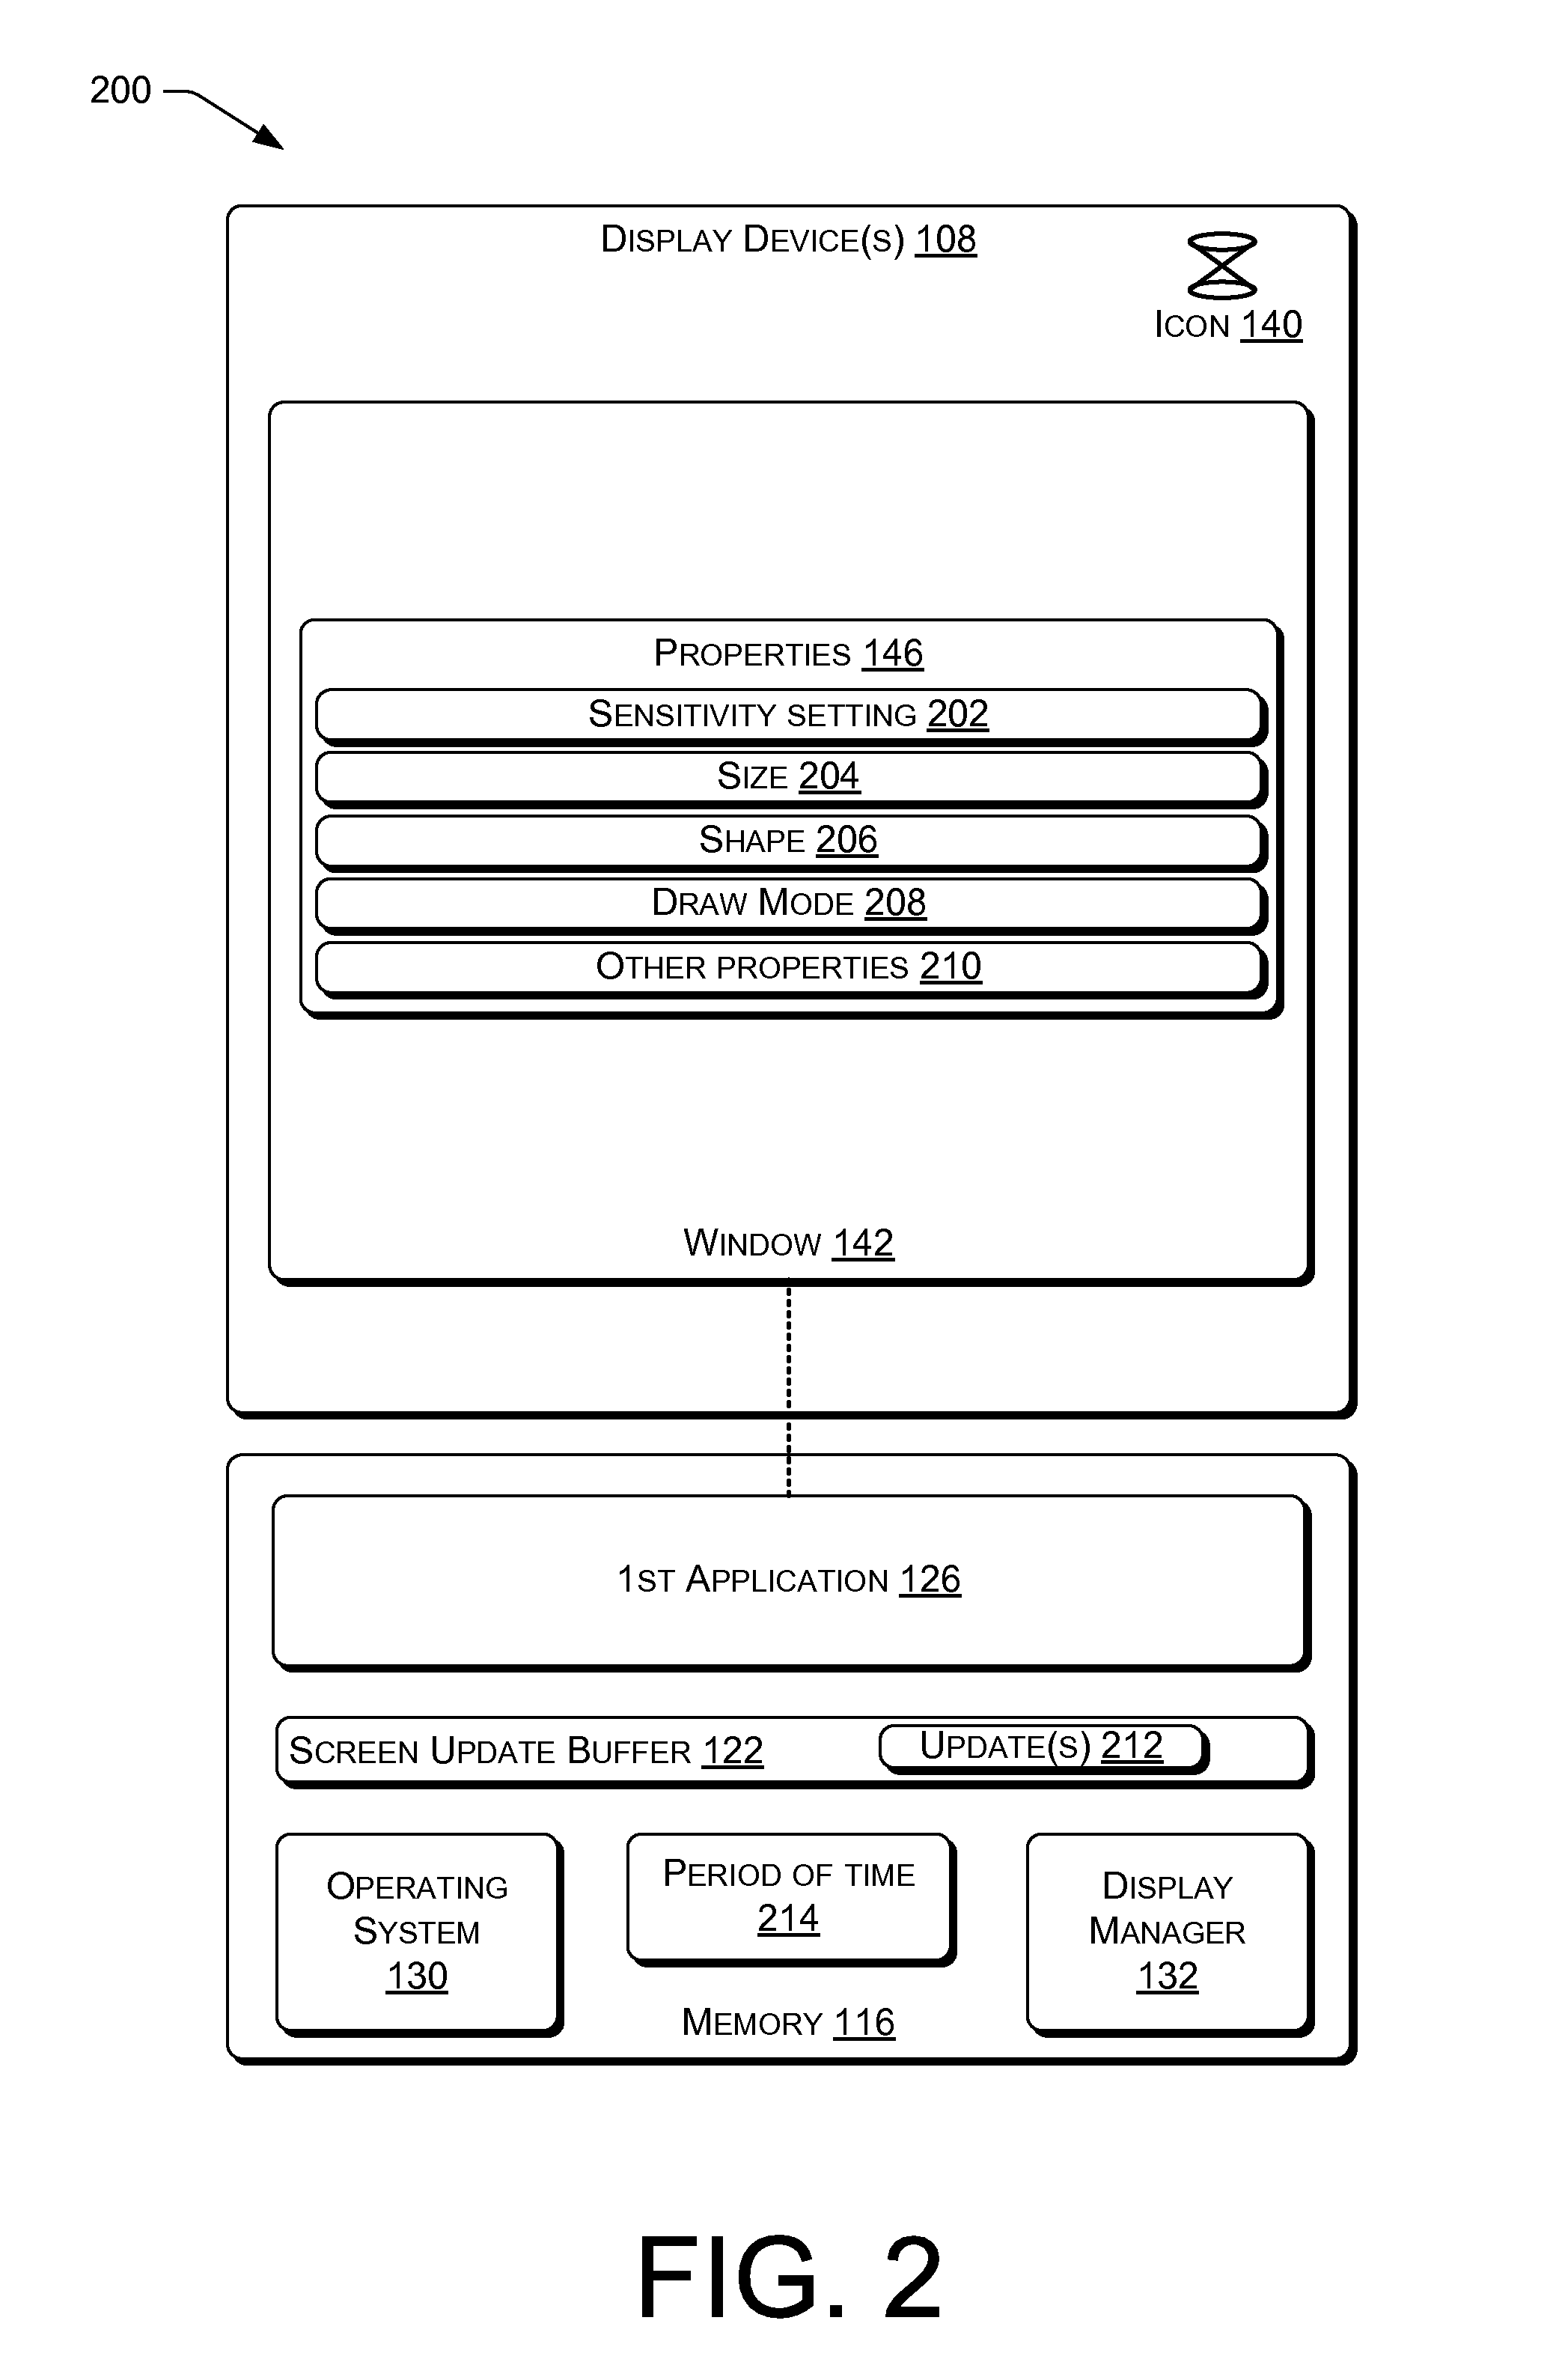 200
Display Device(s) 108
Icon 140
Properties 146
Sensitivity setting 202
Size 204
Shape 206
Draw Mode 208
Other properties 210
Window 142
1st Application 126
Screen Update Buffer 122
Update(s) 212
Operating
System
130
Period of time
214
Display
Manager
132
Memory 116
FIG. 2